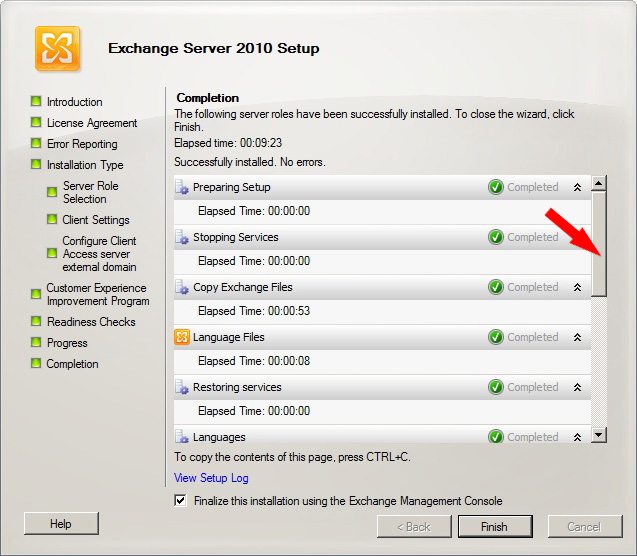 Exchange Server 2010 Setup
Introduction
License Agreement
Error Reporting
Installation Type
Server Role
Selection
Client Settings
Configure Client
Access server
external domain
Customer Experience
Improvement Program
Readiness Checks
Progress
Completion
Completion
The following server roles have been successfully installed. To close the wizard, click
Finish.
Elapsed time: 00:09:23
Successfully installed. No errors.
Preparing Setup Completed
Elapsed Time: 00:00:00
Stopping Services Completed
Elapsed Time: 00:00:00
Copy Exchange Files Completed
Elapsed Time: 00:00:53
Language Files Completed
Elapsed Time: 00:00:08
Restoring services Completed
Elapsed Time: 00:00:00
Languages Completed
To copy the contents of this page, press CTRL+C.
View Setup Log
Finalize this installation using the Exchange Management Console
Help < Back Finish Cancel